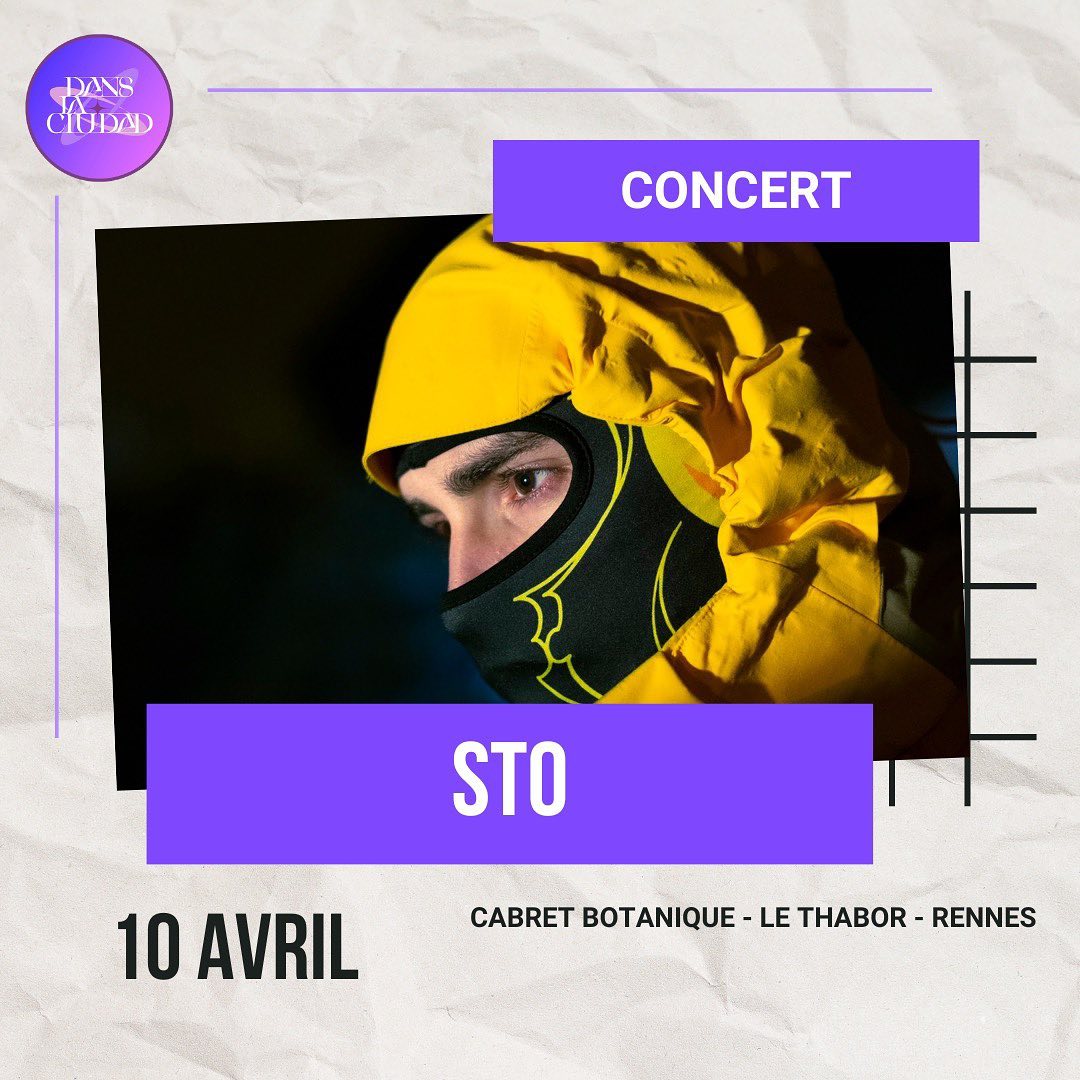 DANS
LA
CIUDAD
CONCERT
STO
10 AVRIL
CABRET BOTANIQUE - LE THABOR - RENNES